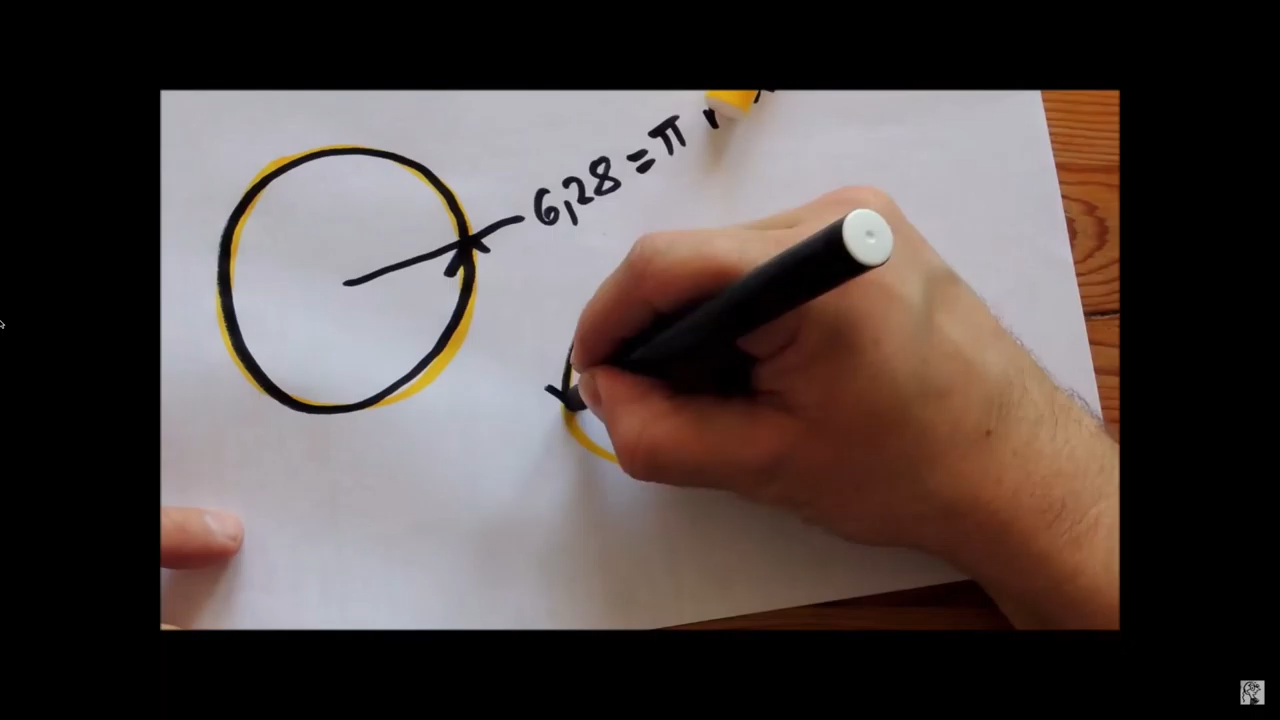 6,28 = π r